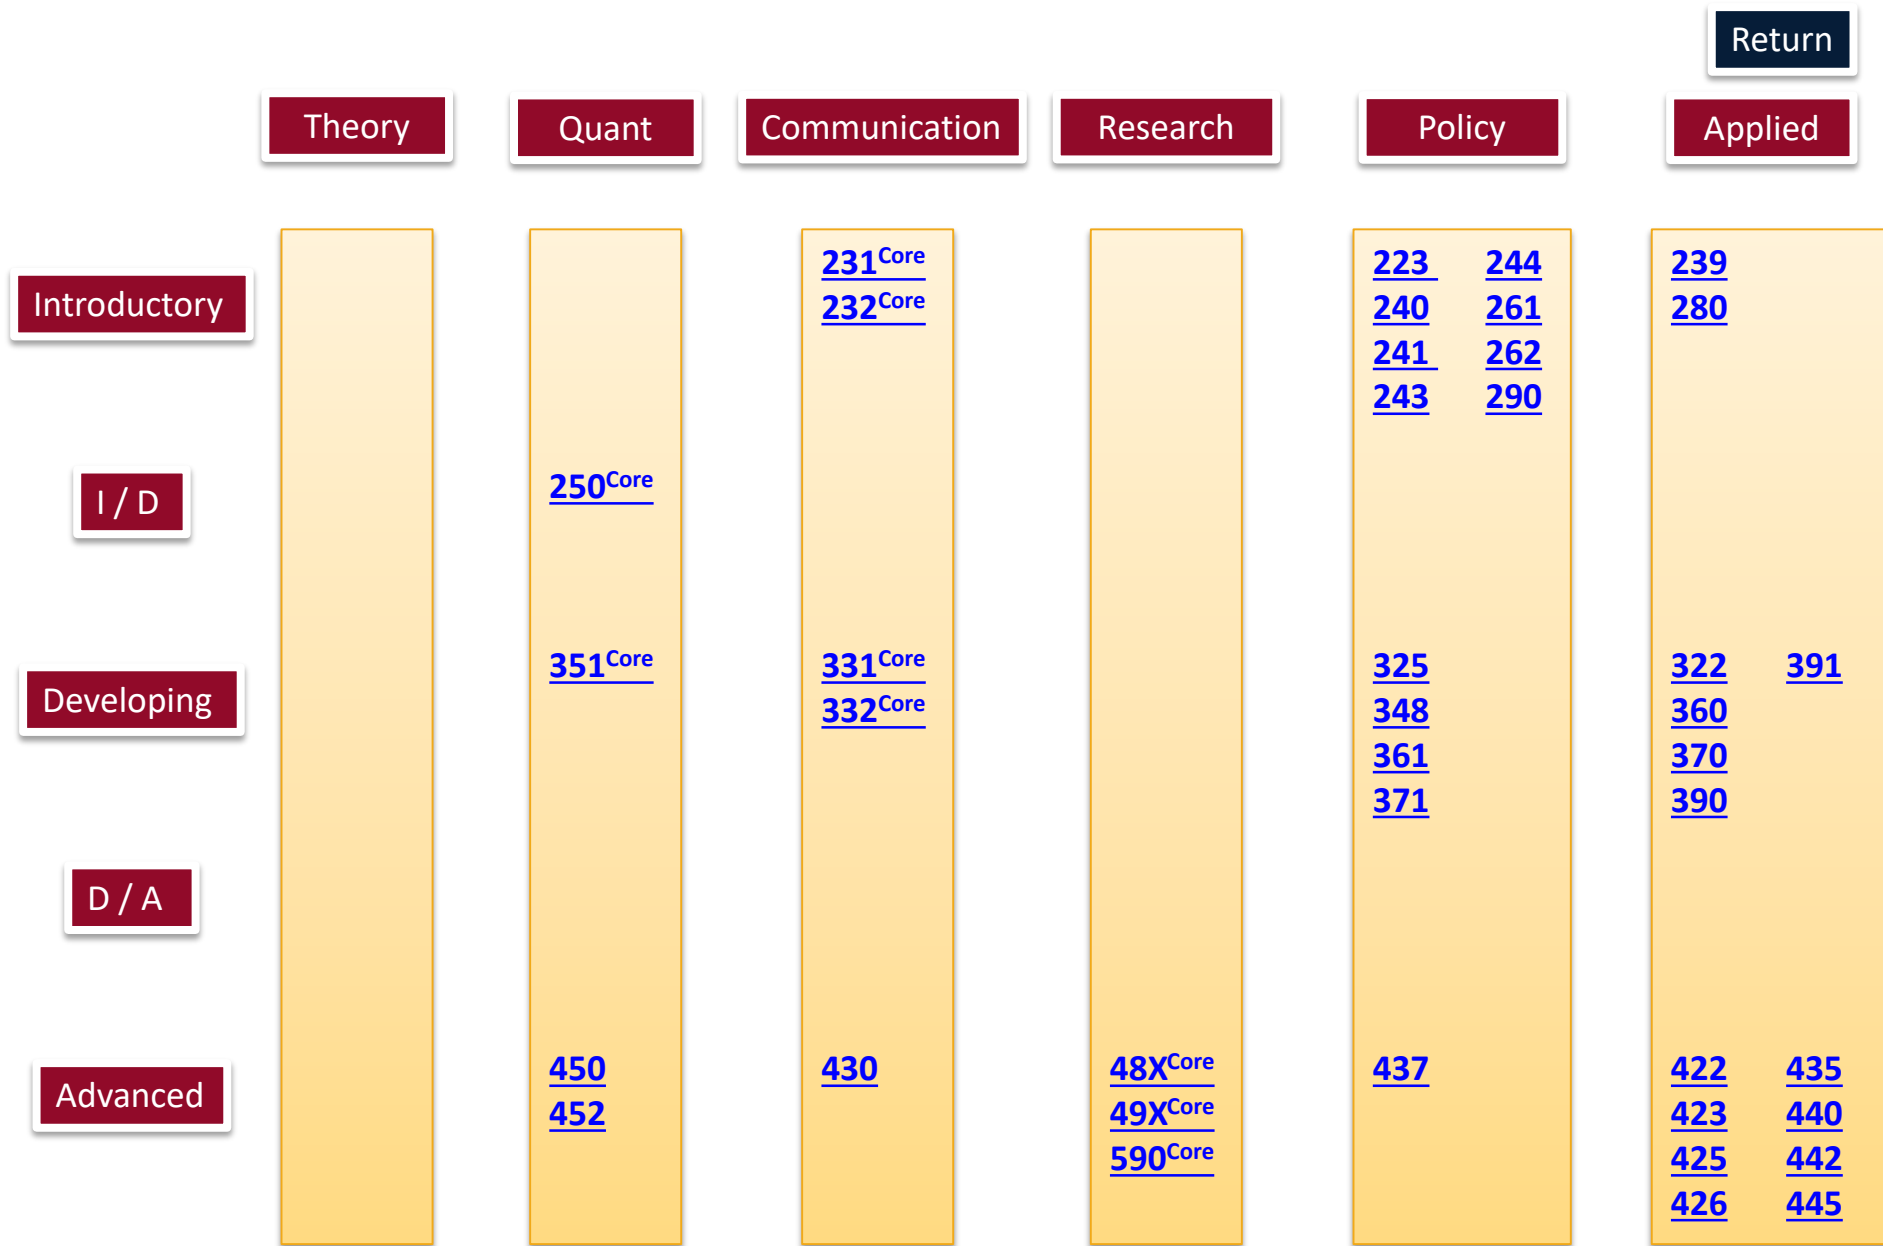 Return
Theory Quant Communication Research Policy Applied
Introductory
231Core 223 244 239
232Core 240 261 280
241 262
243 290
I / D
250Core
Developing
351Core 331Core 325 322 391
332Core 348 360
361 370
371 390
D / A
Advanced
450 430 48XCore 437 422 435
452 49XCore 423 440
590Core 425 442
426 445